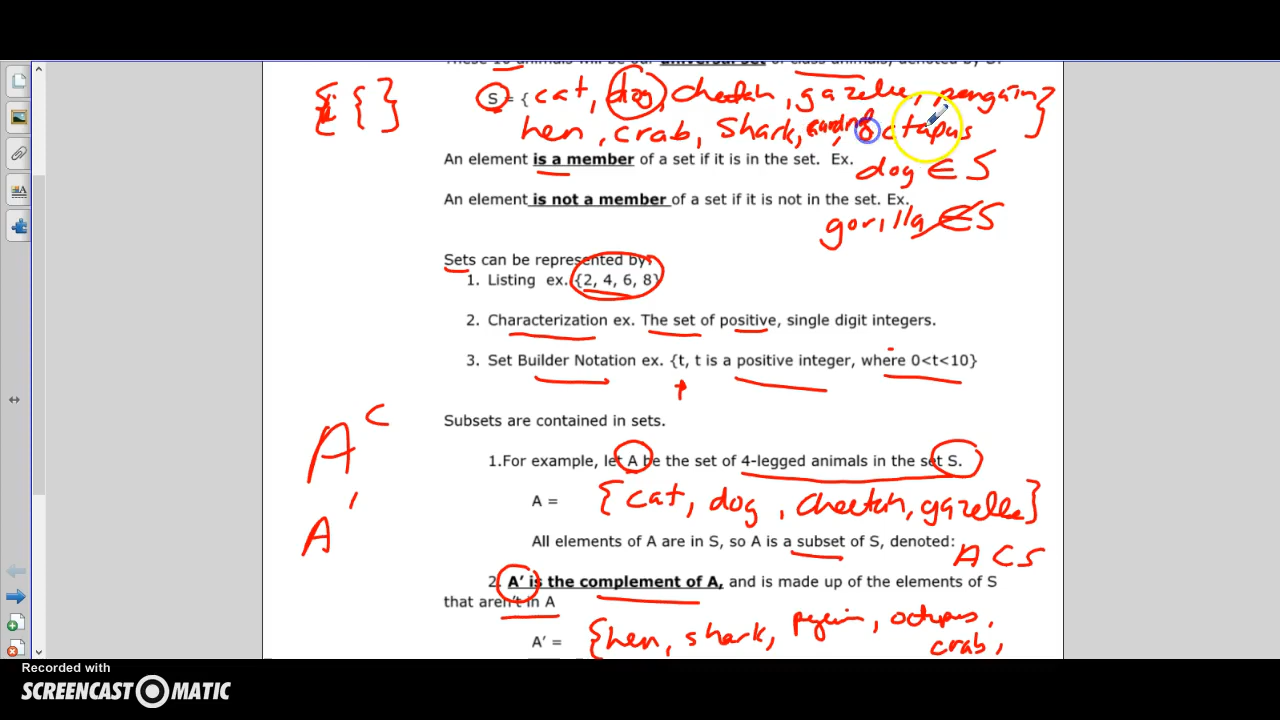 These 10 animals will be our universal set of class animals, denoted by S.
S = { cat, dog, cheetah, gazelle, penguin
hen, crab, shark, octapus }
An element is a member of a set if it is in the set. Ex.
dog ∈ S
An element is not a member of a set if it is not in the set. Ex.
gorilla ∉ S
Sets can be represented by:
1. Listing ex. {2, 4, 6, 8}
2. Characterization ex. The set of positive, single digit integers.
3. Set Builder Notation ex. {t, t is a positive integer, where 0<t<10}
Subsets are contained in sets.
A^C
1.For example, let A be the set of 4-legged animals in the set S.
A = {cat, dog, cheetah, gazelle}
A'
All elements of A are in S, so A is a subset of S, denoted:
A ⊂ S
2. A' is the complement of A, and is made up of the elements of S
that aren't in A
A' = {hen, shark, penguin, octupus,
crab,
Recorded with
SCREENCAST-O-MATIC